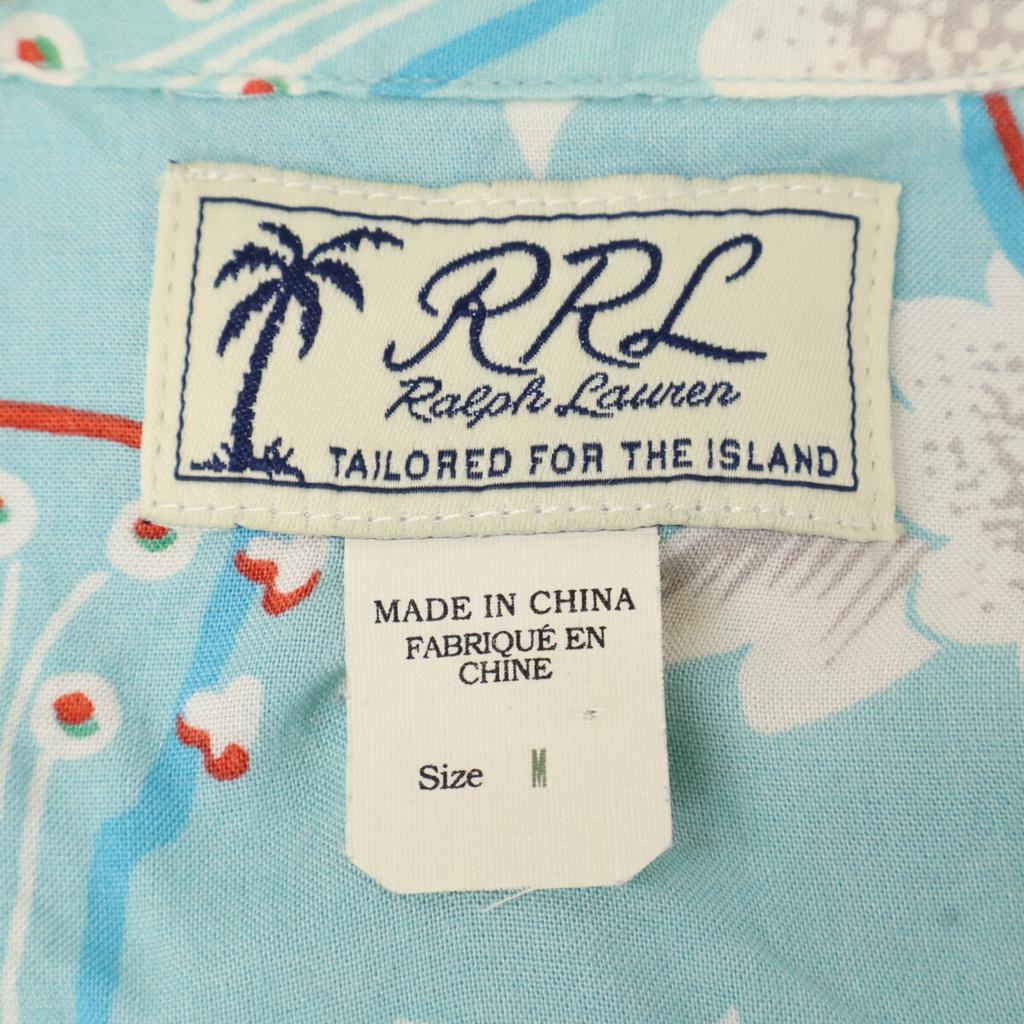 RRL
Ralph Lauren
TAILORED FOR THE ISLAND
MADE IN CHINA
FABRIQUÉ EN
CHINE
Size M